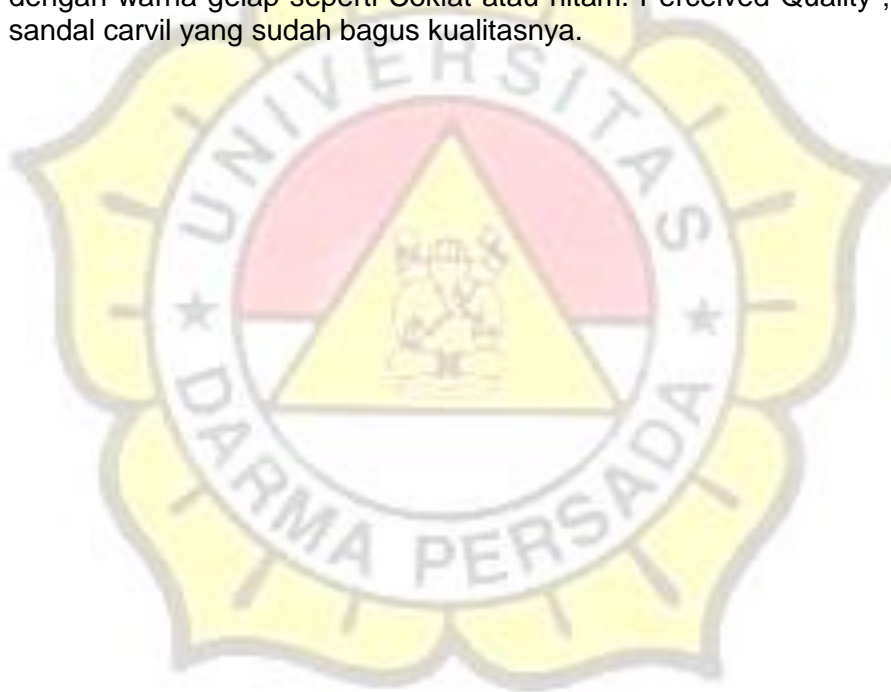 dengan warna gelap seperti Coklat atau hitam. Perceived Quality ,
sandal carvil yang sudah bagus kualitasnya.
UNIVERSITAS
DARMA PERSADA